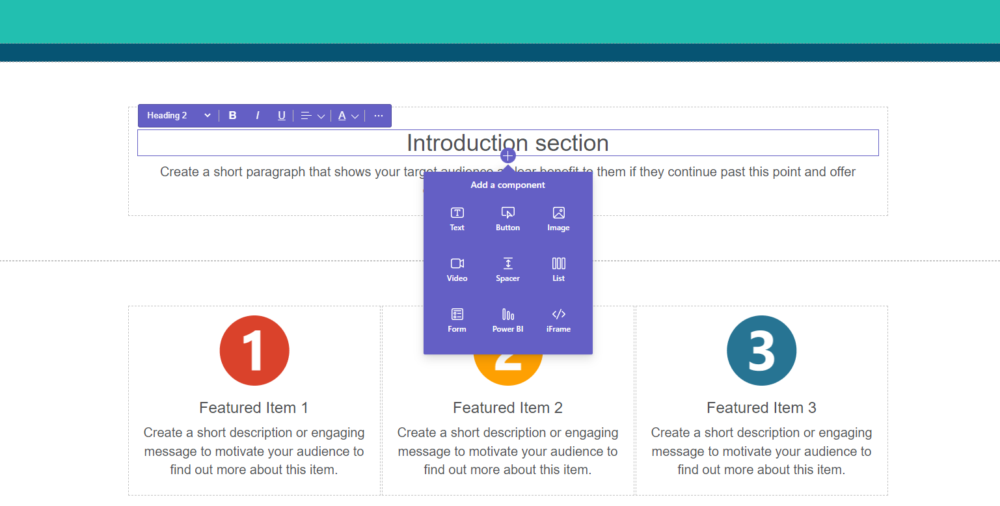 Heading 2 B I U A ...
Introduction section
Create a short paragraph that shows your target audience a clear benefit to them if they continue past this point and offer
Add a component
Text Button Image
Video Spacer List
Form Power BI iFrame
1 2 3
Featured Item 1 Featured Item 2 Featured Item 3
Create a short description or engaging Create a short description or engaging Create a short description or engaging
message to motivate your audience to message to motivate your audience to message to motivate your audience to
find out more about this item. find out more about this item. find out more about this item.